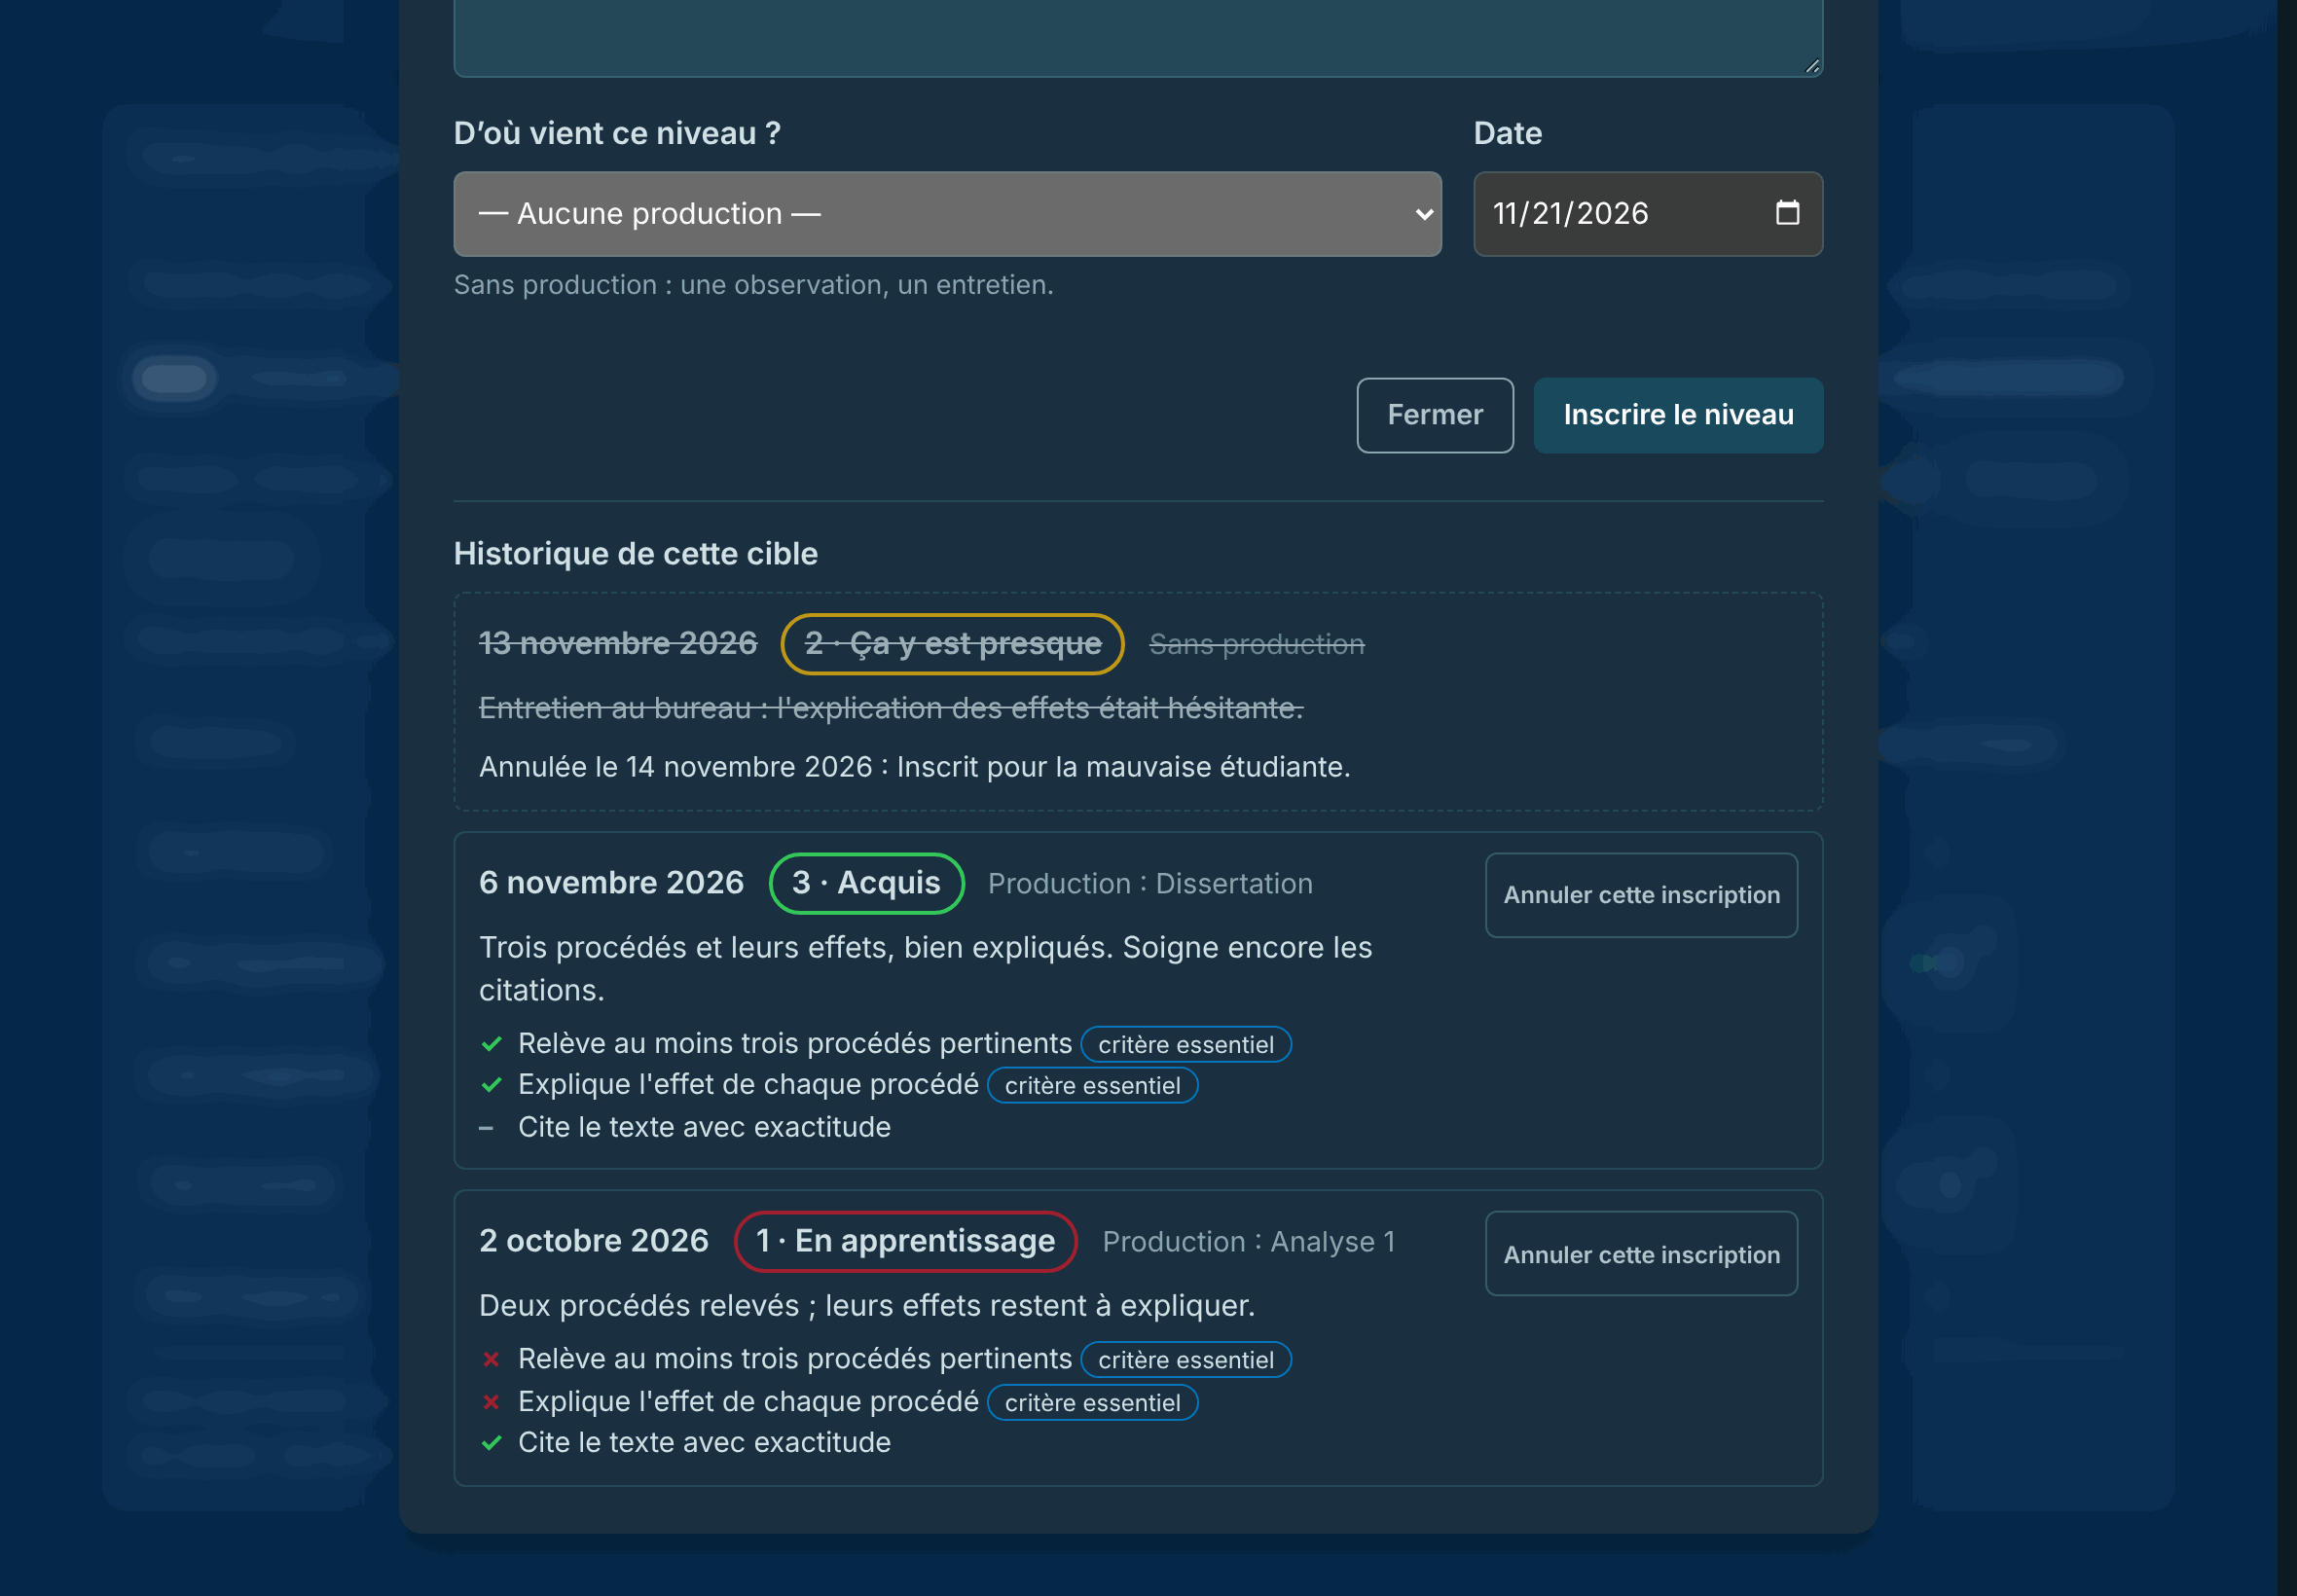 D’où vient ce niveau ?
Date
— Aucune production —
11/21/2026
Sans production : une observation, un entretien.
Fermer
Inscrire le niveau
Historique de cette cible
13 novembre 2026 2 · Ça y est presque Sans production
Entretien au bureau : l'explication des effets était hésitante.
Annulée le 14 novembre 2026 : Inscrit pour la mauvaise étudiante.
6 novembre 2026 3 · Acquis Production : Dissertation
Annuler cette inscription
Trois procédés et leurs effets, bien expliqués. Soigne encore les
citations.
Relève au moins trois procédés pertinents critère essentiel
Explique l'effet de chaque procédé critère essentiel
– Cite le texte avec exactitude
2 octobre 2026 1 · En apprentissage Production : Analyse 1
Annuler cette inscription
Deux procédés relevés ; leurs effets restent à expliquer.
Relève au moins trois procédés pertinents critère essentiel
Explique l'effet de chaque procédé critère essentiel
Cite le texte avec exactitude